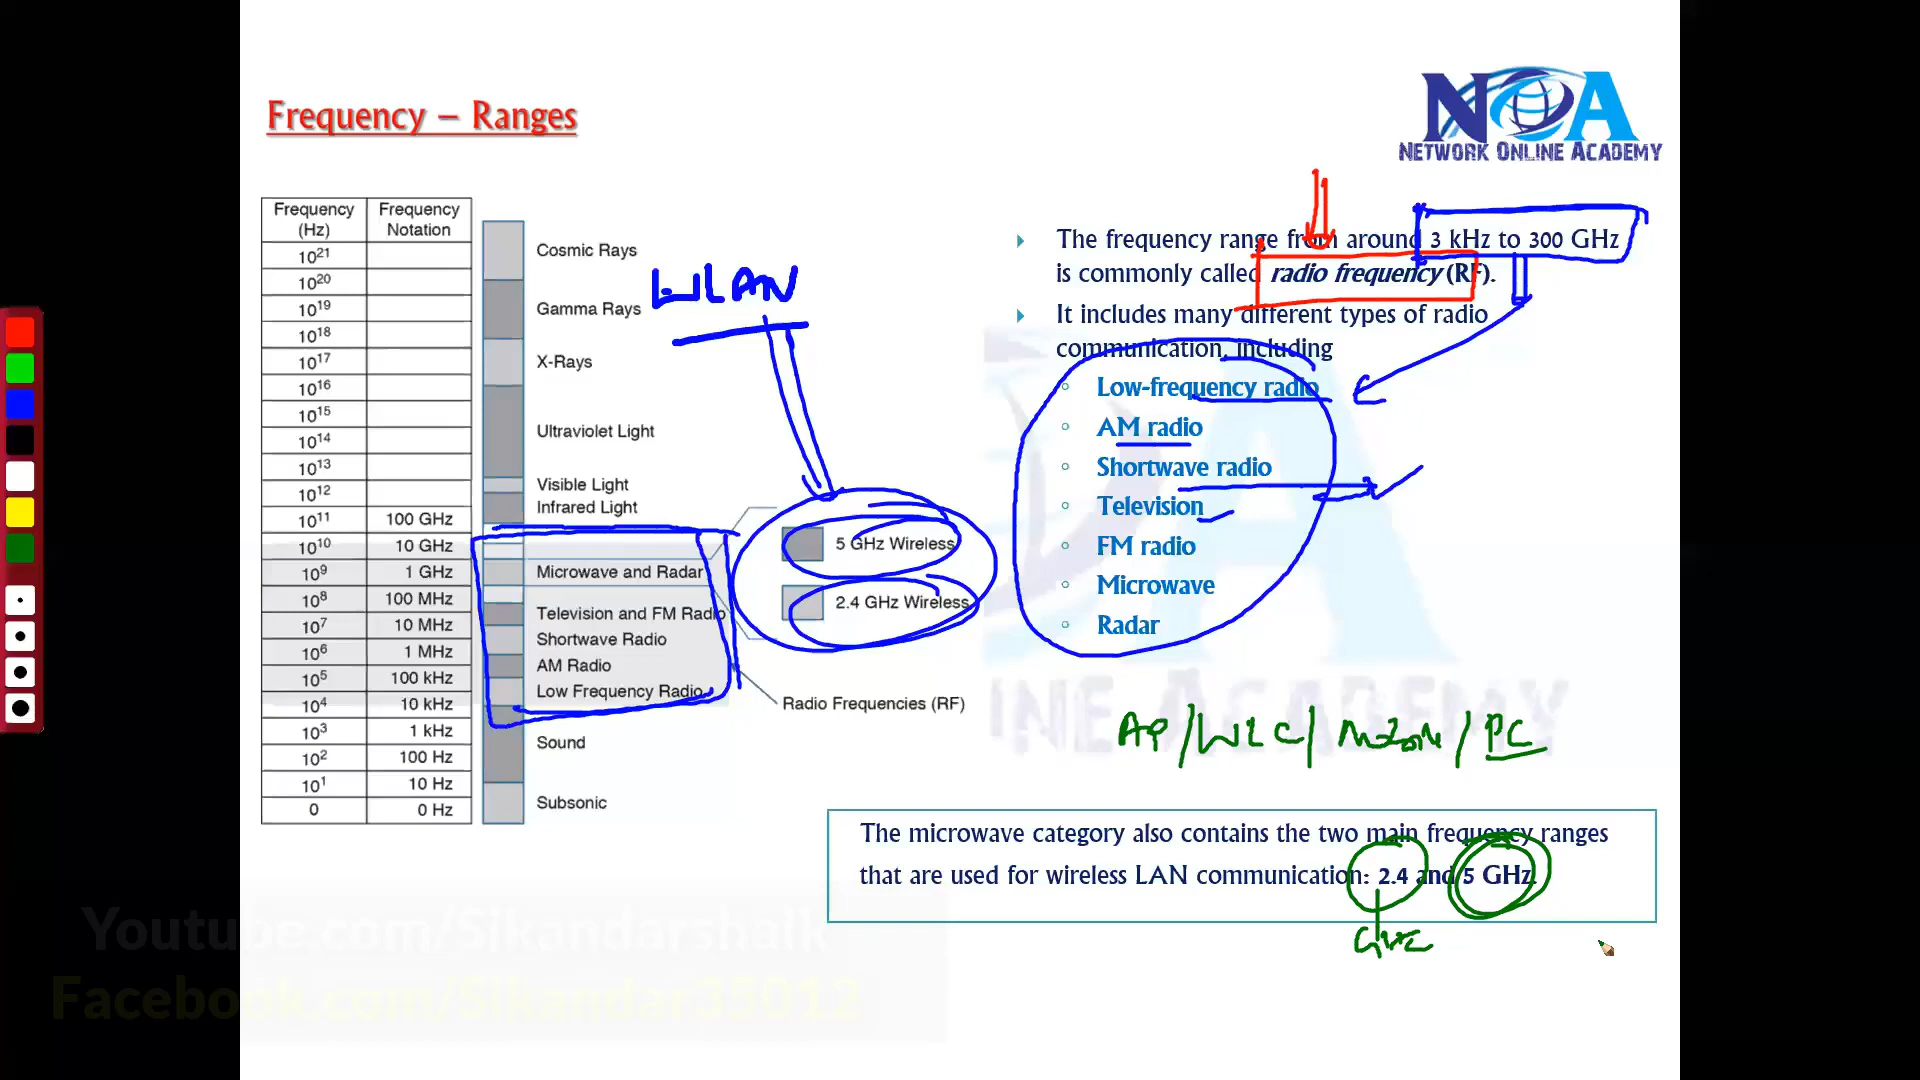 Frequency – Ranges
NOA
NETWORK ONLINE ACADEMY
Frequency (Hz) Frequency Notation
10^21
10^20
10^19
10^18
10^17
10^16
10^15
10^14
10^13
10^12
10^11 100 GHz
10^10 10 GHz
10^9 1 GHz
10^8 100 MHz
10^7 10 MHz
10^6 1 MHz
10^5 100 kHz
10^4 10 kHz
10^3 1 kHz
10^2 100 Hz
10^1 10 Hz
0 0 Hz
Cosmic Rays
Gamma Rays
X-Rays
Ultraviolet Light
Visible Light
Infrared Light
Microwave and Radar
Television and FM Radio
Shortwave Radio
AM Radio
Low Frequency Radio
Sound
Subsonic
WLAN
5 GHz Wireless
2.4 GHz Wireless
Radio Frequencies (RF)
The frequency range from around 3 kHz to 300 GHz
is commonly called radio frequency (RF).
It includes many different types of radio
communication, including
Low-frequency radio
AM radio
Shortwave radio
Television
FM radio
Microwave
Radar
INE ACADEMY
AP / WLC / / PC
The microwave category also contains the two main frequency ranges
that are used for wireless LAN communication: 2.4 and 5 GHz.
Youtube.com/Sikandarshaik
Facebook.com/Sikandar35012